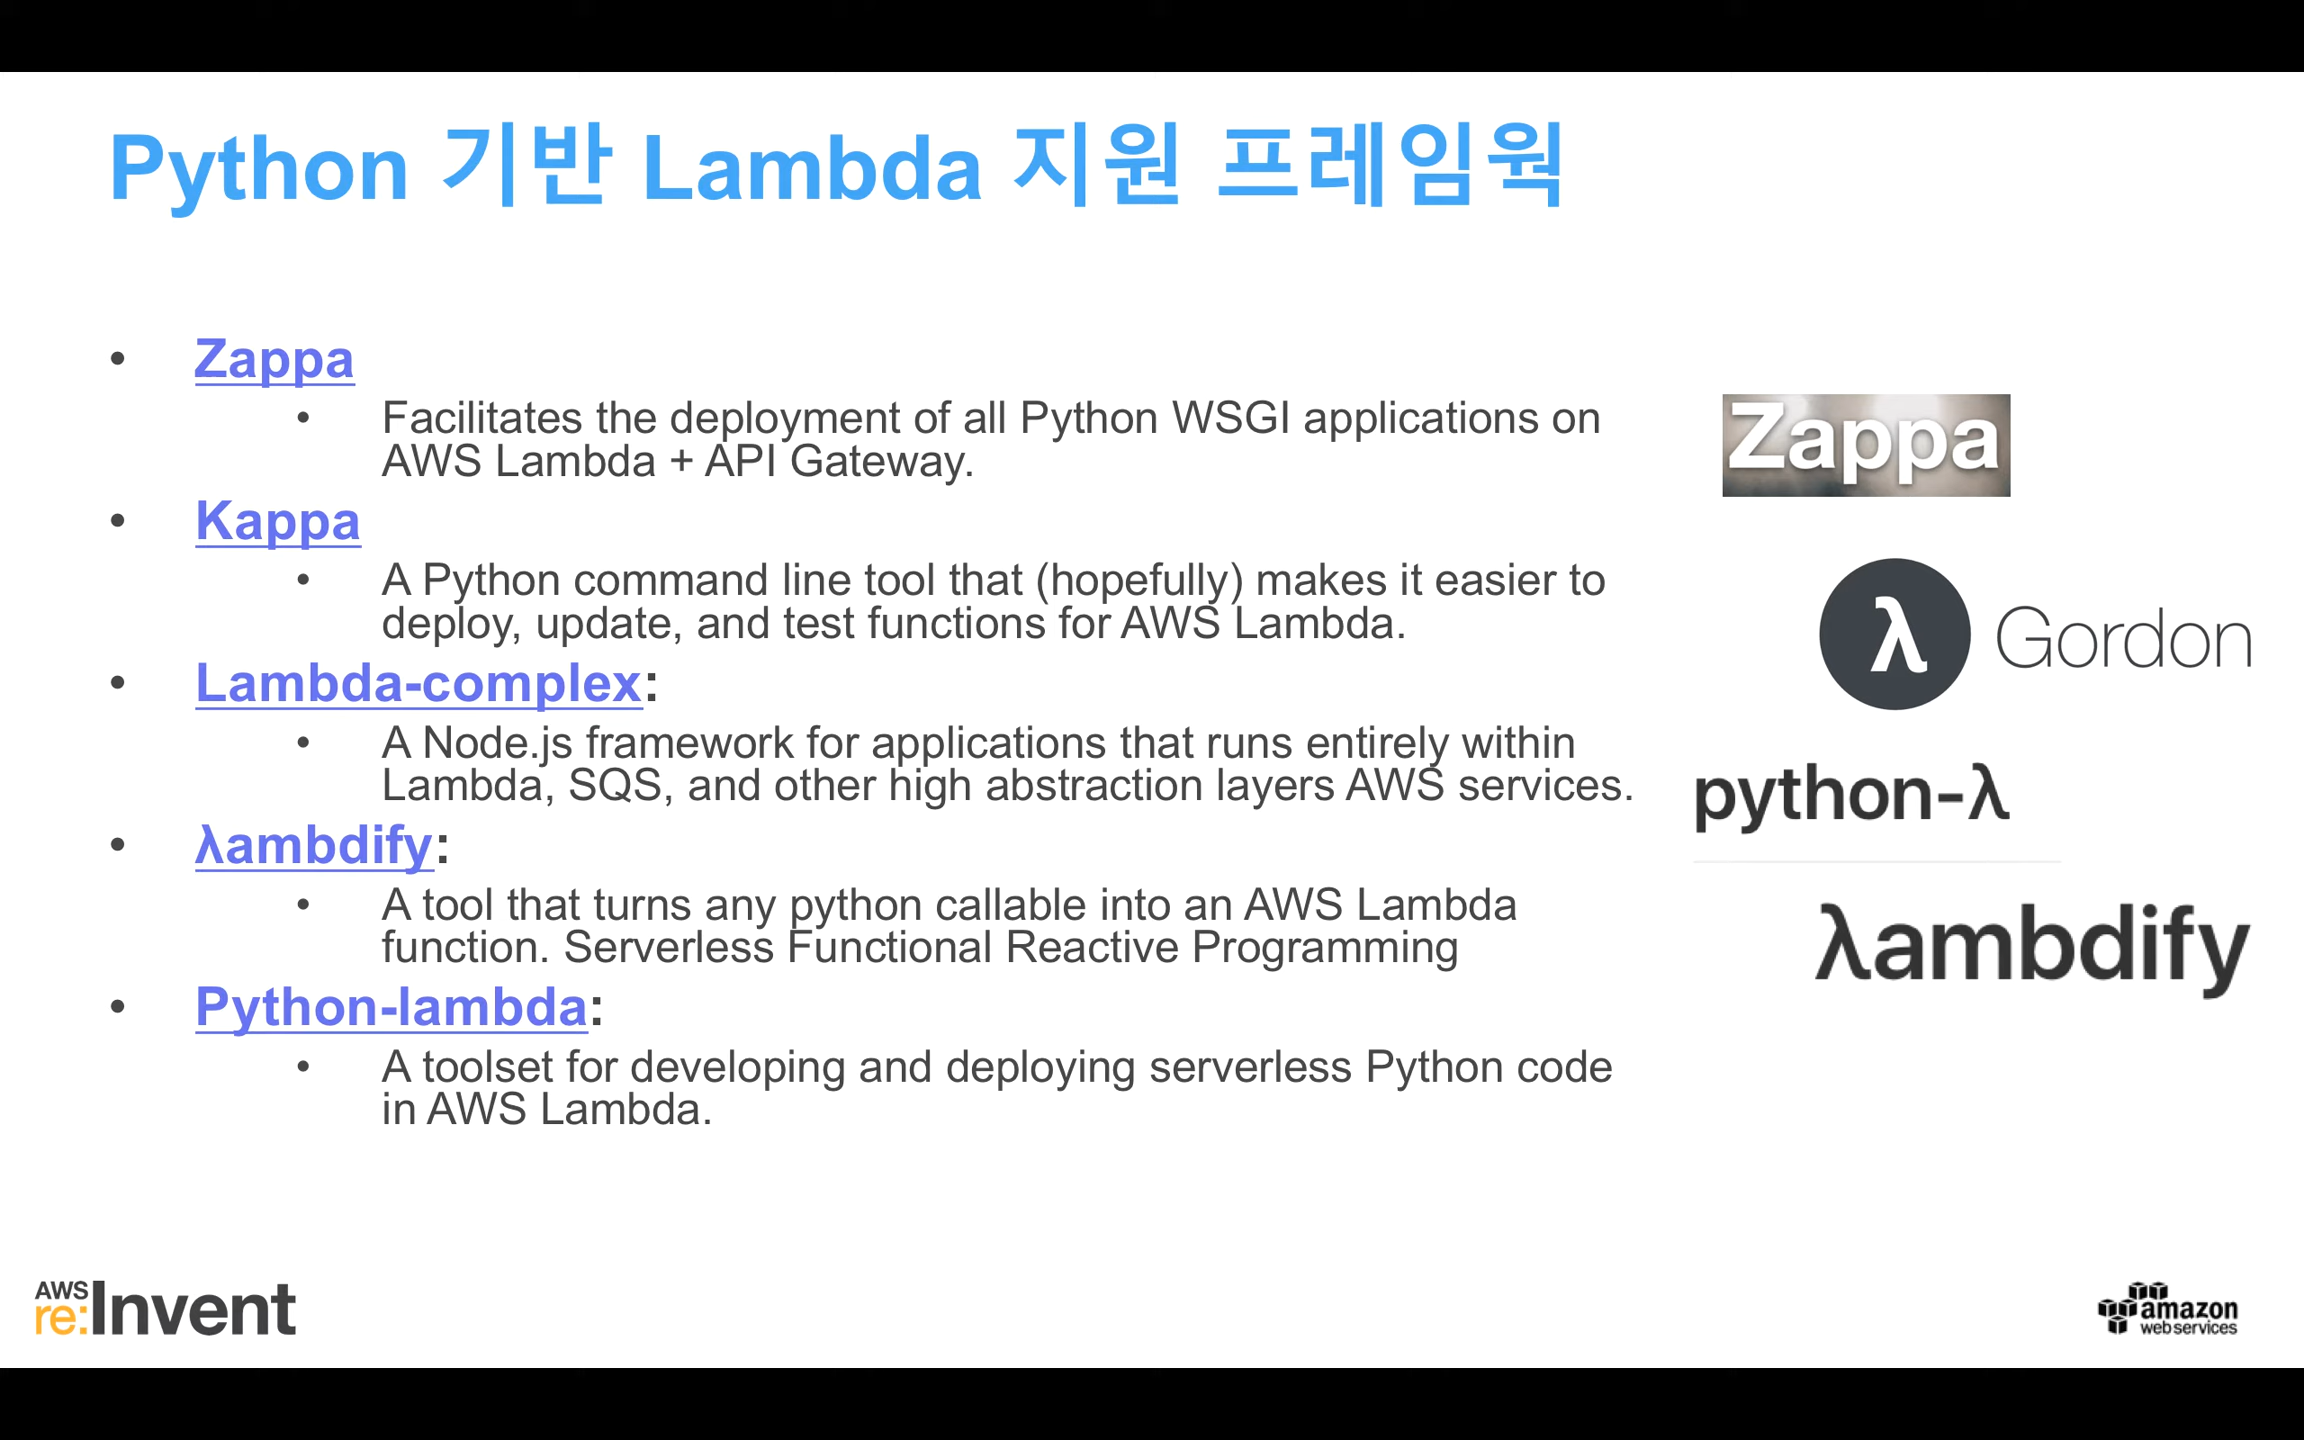 Python 기반 Lambda 지원 프레임웍
• Zappa
• Facilitates the deployment of all Python WSGI applications on
AWS Lambda + API Gateway.
• Kappa
• A Python command line tool that (hopefully) makes it easier to
deploy, update, and test functions for AWS Lambda.
• Lambda-complex:
• A Node.js framework for applications that runs entirely within
Lambda, SQS, and other high abstraction layers AWS services.
• λambdify:
• A tool that turns any python callable into an AWS Lambda
function. Serverless Functional Reactive Programming
• Python-lambda:
• A toolset for developing and deploying serverless Python code
in AWS Lambda.
Zappa
λ Gordon
python-λ
λambdify
AWS
re:Invent
amazon
webservices